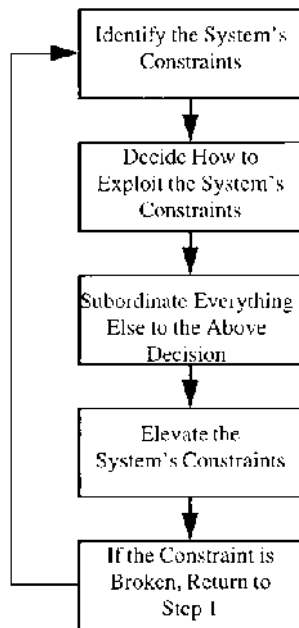 Identify the System's
Constraints
Decide How to
Exploit the System's
Constraints
Subordinate Everything
Else to the Above
Decision
Elevate the
System's Constraints
If the Constraint is
Broken, Return to
Step 1